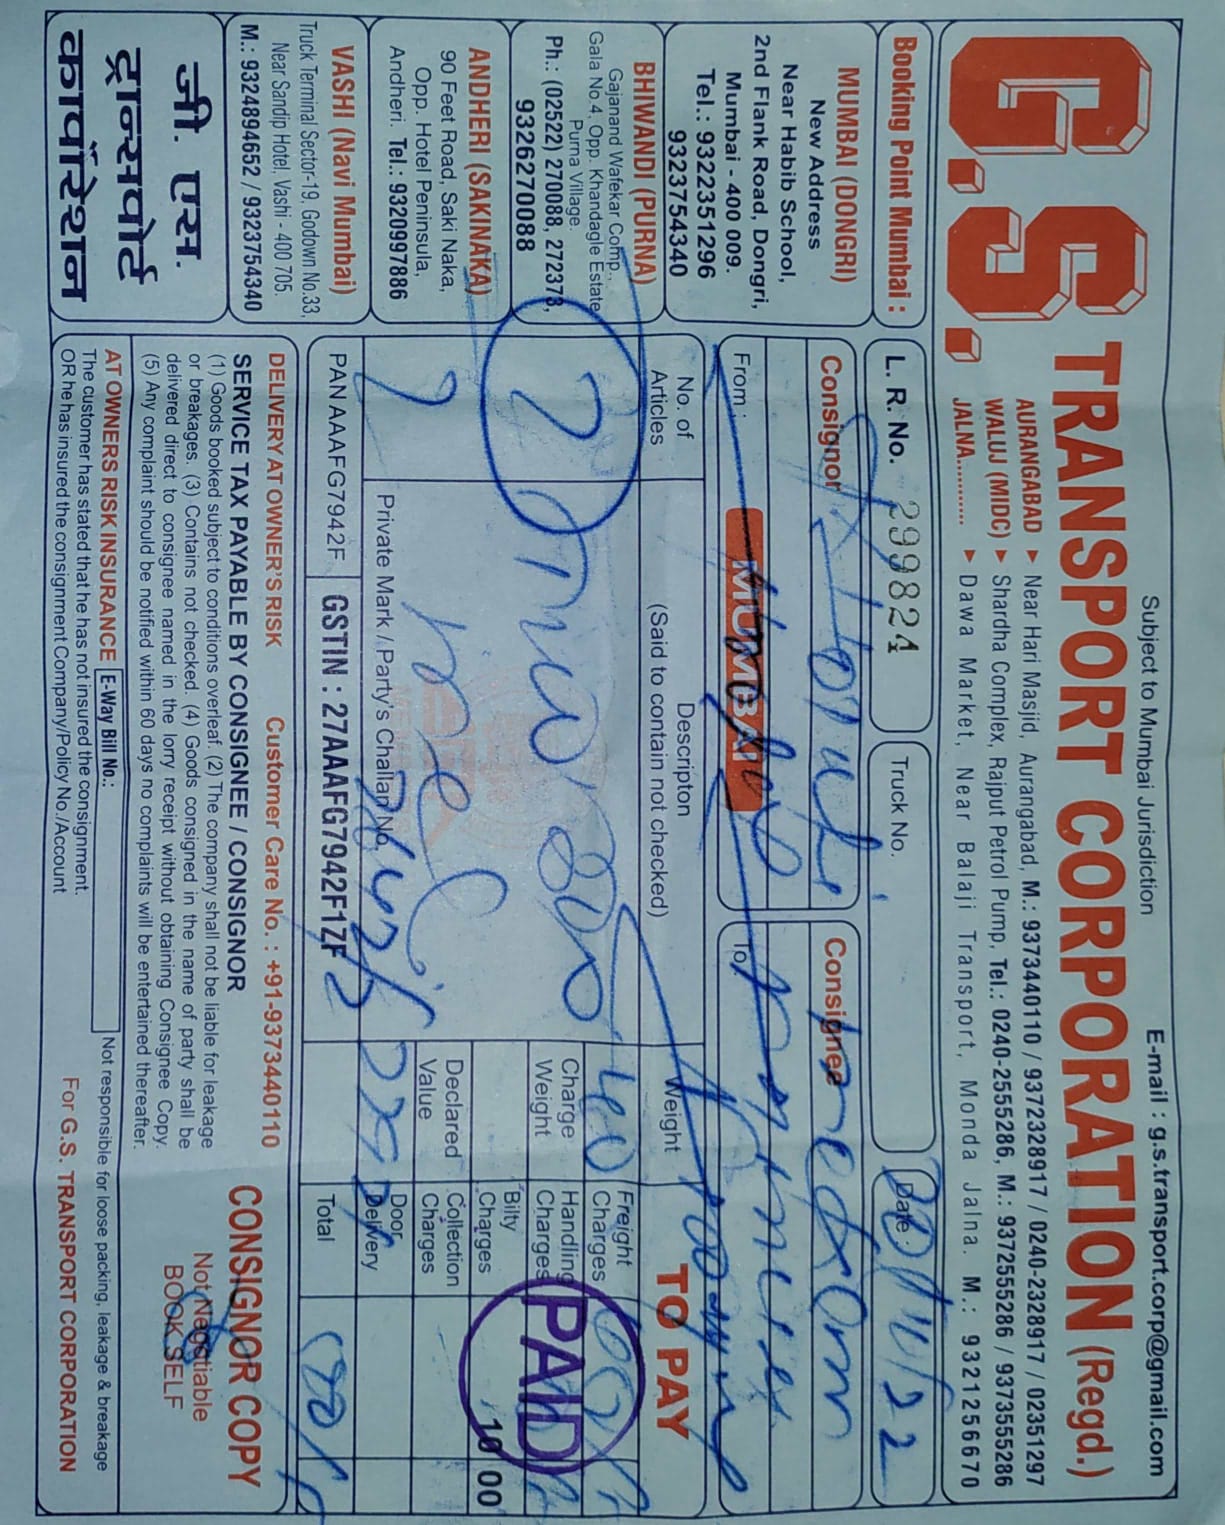 Subject to Mumbai Jurisdiction
E-mail : g.s.transport.corp@gmail.com
G.S. TRANSPORT CORPORATION (Regd.)
AURANGABAD ► Near Hari Masjid, Aurangabad, M.: 9373440110 / 9372328917 / 0240-2328917 / 02351297
WALUJ (MIDC) ► Shardha Complex, Rajput Petrol Pump, Tel.: 0240-2555286, M.: 9372555286 / 9373555286
JALNA........... ► Dawa Market, Near Balaji Transport, Monda Jalna. M.: 9321256670
Booking Point Mumbai :
MUMBAI (DONGRI)
New Address
Near Habib School,
2nd Flank Road, Dongri,
Mumbai - 400 009.
Tel.: 9322351296
9323754340
BHIWANDI (PURNA)
Gajanand Wafekar Comp.,
Gala No.4, Opp. Khandagle Estate
Purna Village.
Ph.: (02522) 270088, 272373,
9326270088
ANDHERI (SAKINAKA)
90 Feet Road, Saki Naka,
Opp. Hotel Peninsula,
Andheri. Tel.: 9320997886
VASHI (Navi Mumbai)
Truck Terminal Sector-19, Godown No.33,
Near Sandip Hotel, Vashi - 400 705.
M.: 9324894652 / 9323754340
जी. एस.
ट्रान्सपोर्ट
कार्पोरेशन
L. R. No. 299824
Truck No.
Date :
Consignor
Consignee
From : MUMBAI
To
No. of Articles
Descripton
(Said to contain not checked)
Weight
TO PAY
7
Charge Weight
Declared Value
Freight Charges
Handling Charges
Bilty Charges
10 00
Collection Charges
Door Delivery
Total
PAID
Private Mark / Party's Challan No.
PAN AAAFG7942F
GSTIN : 27AAAFG7942F1ZF
DELIVERY AT OWNER'S RISK
Customer Care No. : +91-9373440110
SERVICE TAX PAYABLE BY CONSIGNEE / CONSIGNOR
(1) Goods booked subject to conditions overleaf. (2) The company shall not be liable for leakage
or breakages. (3) Contains not checked. (4) Goods consigned in the name of party shall be
delivered direct to consignee named in the lorry receipt without obtaining Consignee Copy.
(5) Any complaint should be notified within 60 days no complaints will be entertained thereafter.
CONSIGNOR COPY
Not Negotiable
BOOK SELF
AT OWNERS RISK INSURANCE
E-Way Bill No.:
The customer has stated that he has not insured the consignment.
OR he has insured the consignment Company/Policy No./Account
Not responsible for loose packing, leakage & breakage
For G.S. TRANSPORT CORPORATION